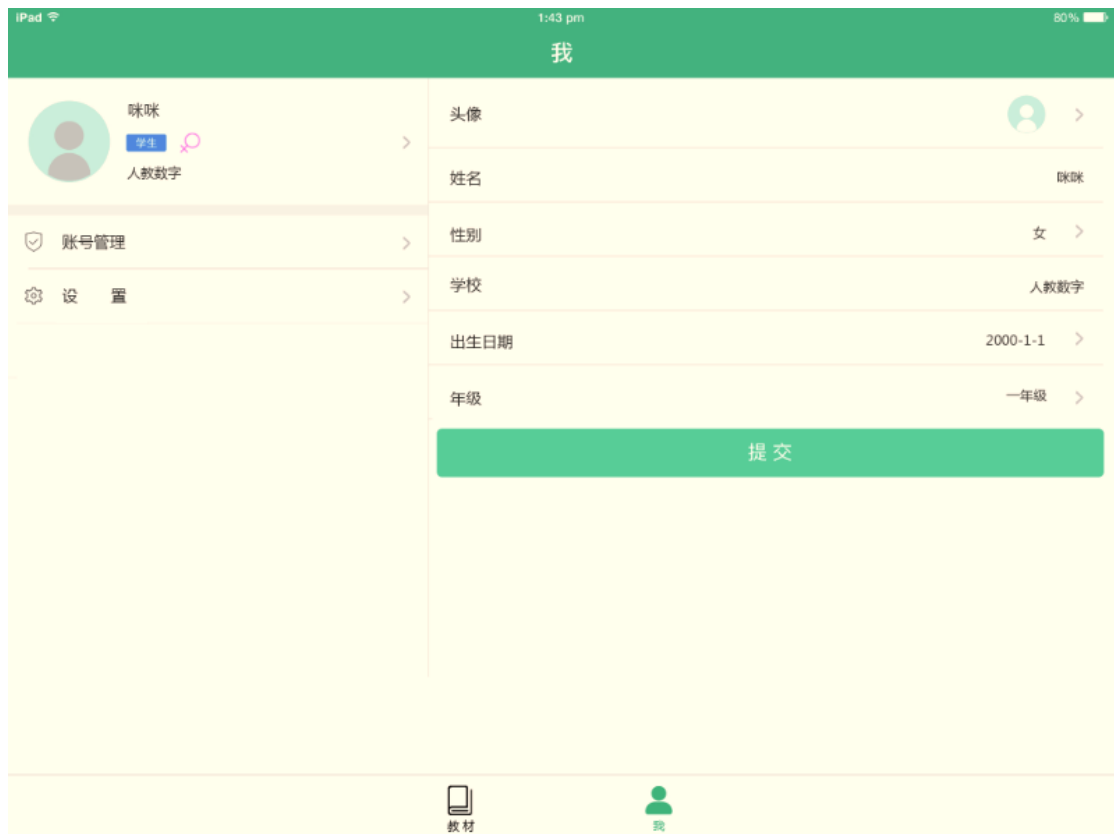 iPad 1:43 pm 80%
我
咪咪
学生
人教数字
账号管理
设 置
头像
姓名 咪咪
性别 女
学校 人教数字
出生日期 2000-1-1
年级 一年级
提交
教材 我